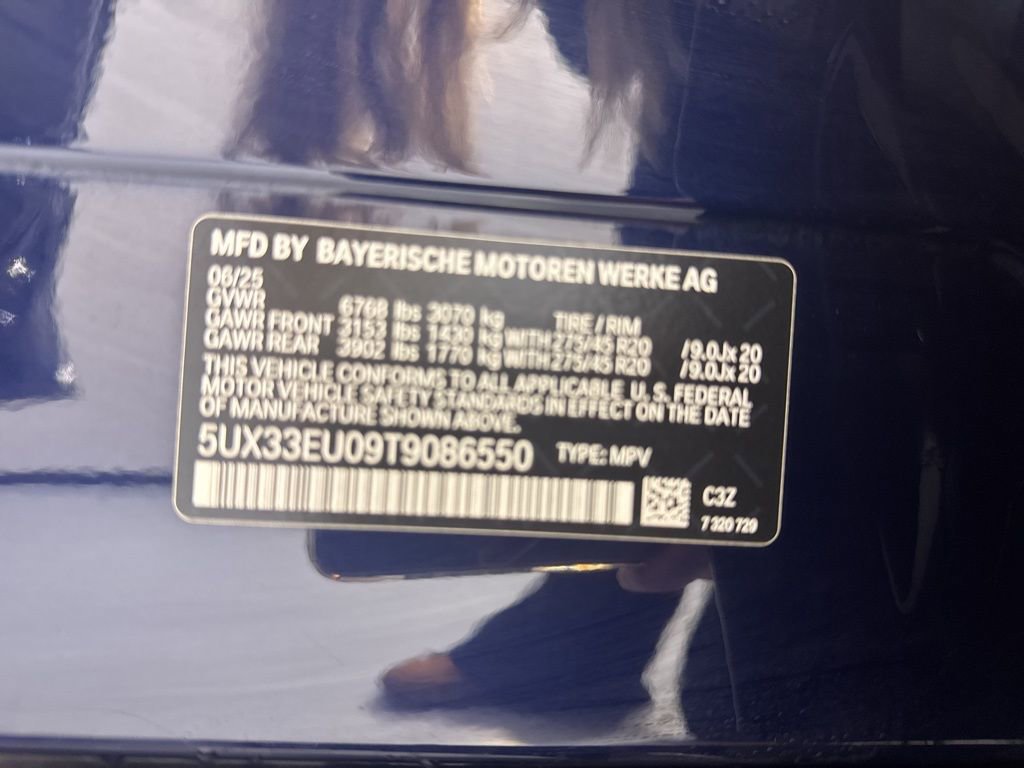 MFD BY BAYERISCHE MOTOREN WERKE AG
06/25
GVWR 6768 lbs 3070 kg TIRE / RIM
GAWR FRONT 3153 lbs 1430 kg WITH 275/45 R20 /9.0Jx20
GAWR REAR 3902 lbs 1770 kg WITH 275/45 R20 /9.0Jx20
THIS VEHICLE CONFORMS TO ALL APPLICABLE U.S. FEDERAL
MOTOR VEHICLE SAFETY STANDARDS IN EFFECT ON THE DATE
OF MANUFACTURE SHOWN ABOVE.
5UX33EU09T9086550 TYPE: MPV
C3Z
7 320 729